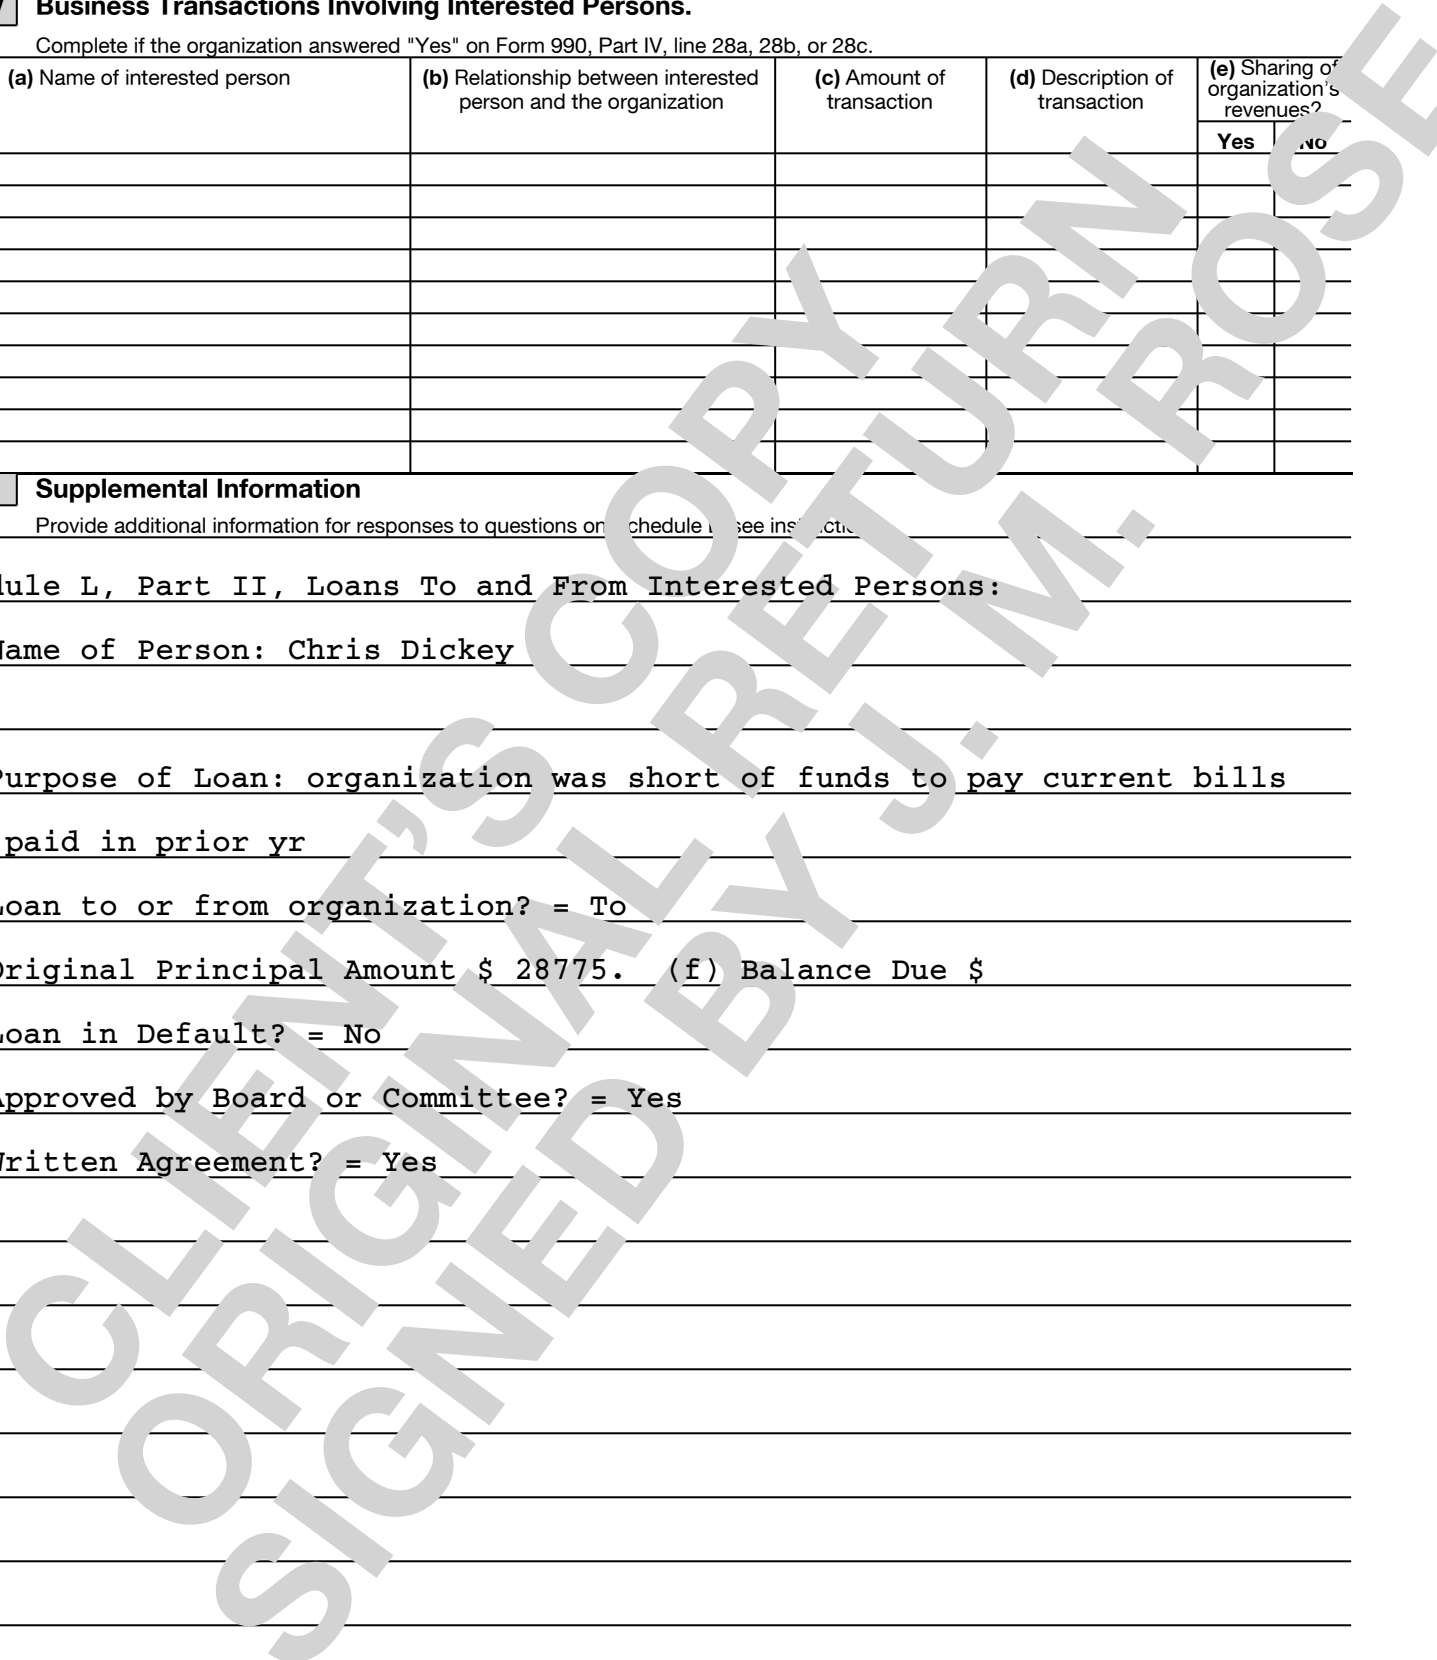 Business Transactions Involving Interested Persons.
Complete if the organization answered "Yes" on Form 990, Part IV, line 28a, 28b, or 28c.
(a) Name of interested person
(b) Relationship between interested
person and the organization
(c) Amount of
transaction
(d) Description of
transaction
(e) Sharing of
organization's
revenues?
Yes No
Supplemental Information
Provide additional information for responses to questions on see
L, Part II, Loans To and From Interested Persons:
Name of Person: Chris Dickey
Purpose of Loan: organization was short of funds to pay current bills
paid in prior yr
Loan to or from organization? = To
Original Principal Amount $ 28775. (f) Balance Due $
Loan in Default? = No
Approved by Board or Committee? = Yes
Written Agreement? = Yes
CLIENT'S COPY
ORIGINAL RETURN
SIGNED BY J. M. ROSE